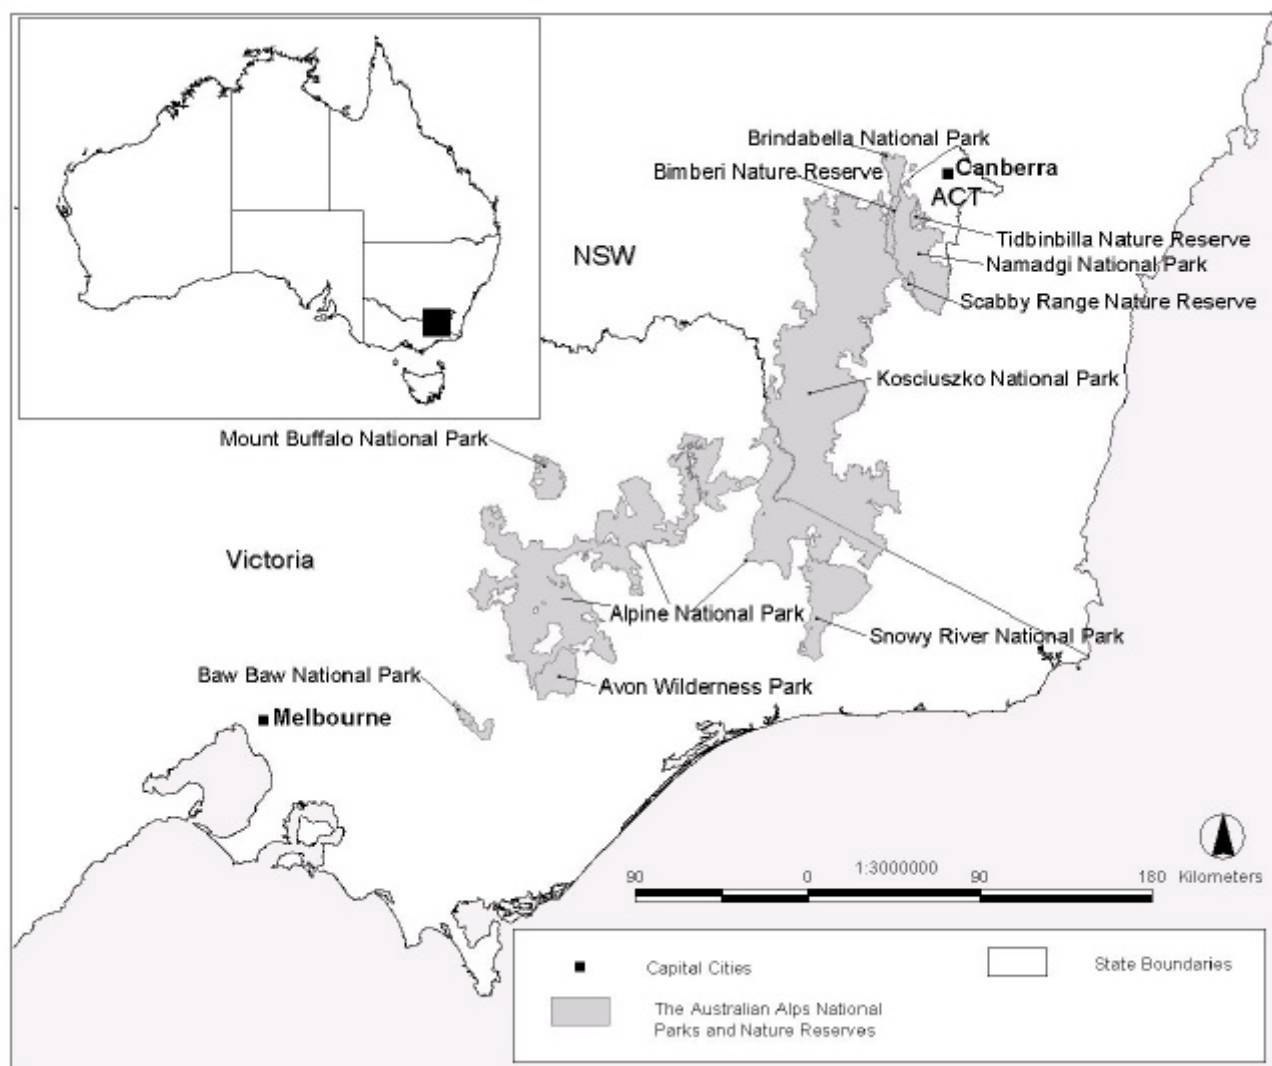 Brindabella National Park
Canberra
Bimberi Nature Reserve
ACT
Tidbinbilla Nature Reserve
NSW
Namadgi National Park
Scabby Range Nature Reserve
Kosciuszko National Park
Mount Buffalo National Park
Victoria
Alpine National Park
Snowy River National Park
Baw Baw National Park
Avon Wilderness Park
Melbourne
1:3000000
90 0 90 180 Kilometers
Capital Cities
State Boundaries
The Australian Alps National
Parks and Nature Reserves